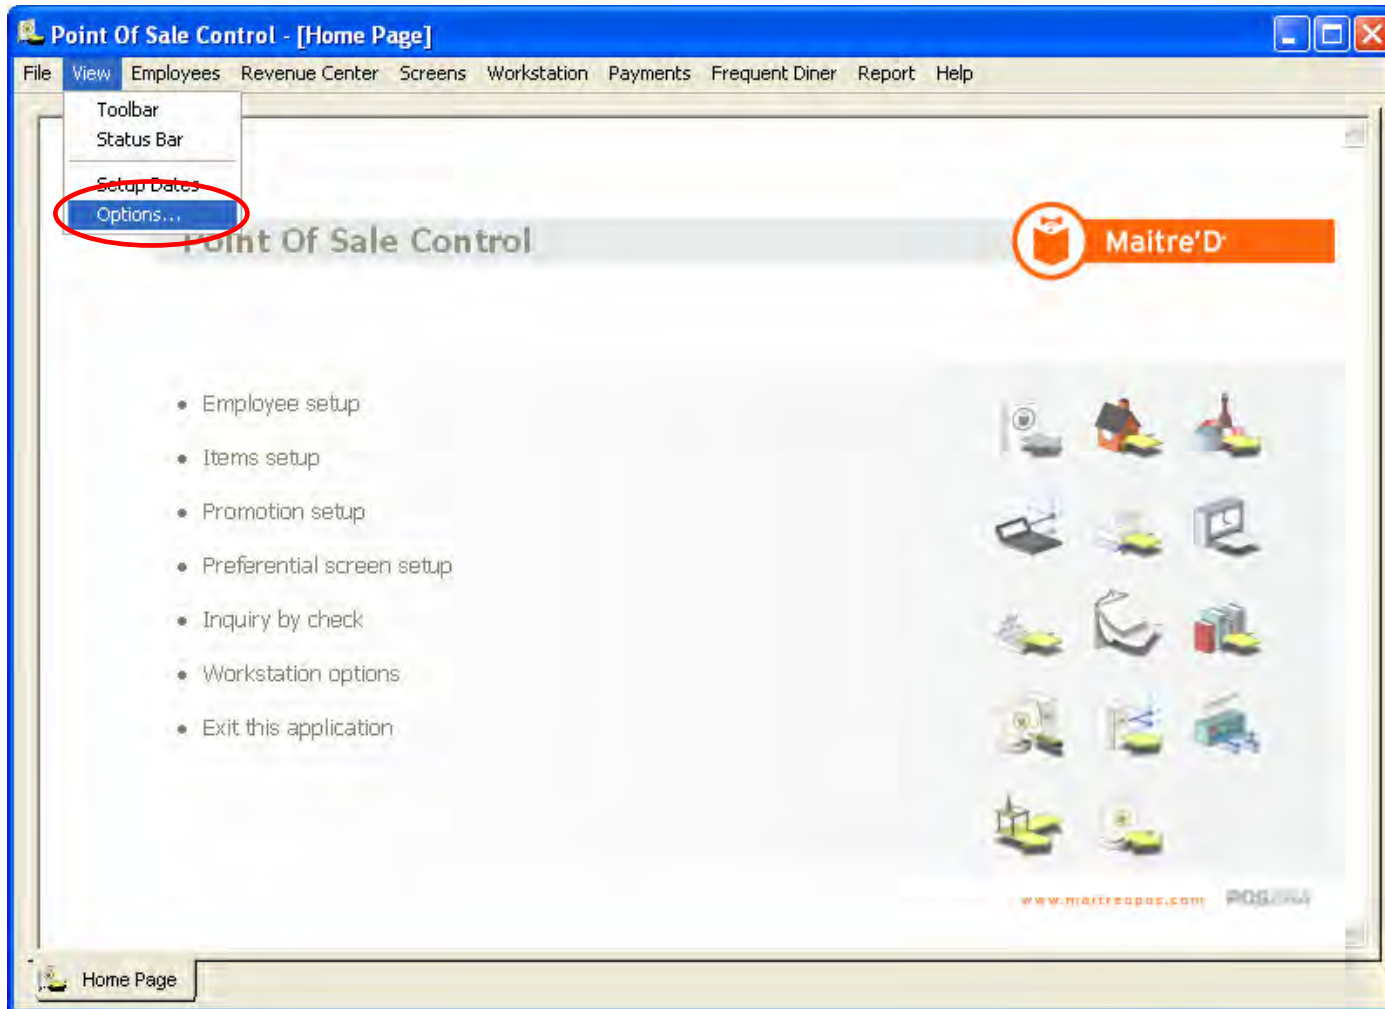 Point Of Sale Control - [Home Page]
File View Employees Revenue Center Screens Workstation Payments Frequent Diner Report Help
Toolbar
Status Bar
Setup Dates
Options...
Point Of Sale Control
Maitre'D
• Employee setup
• Items setup
• Promotion setup
• Preferential screen setup
• Inquiry by check
• Workstation options
• Exit this application
www.maitredpos.com
Home Page